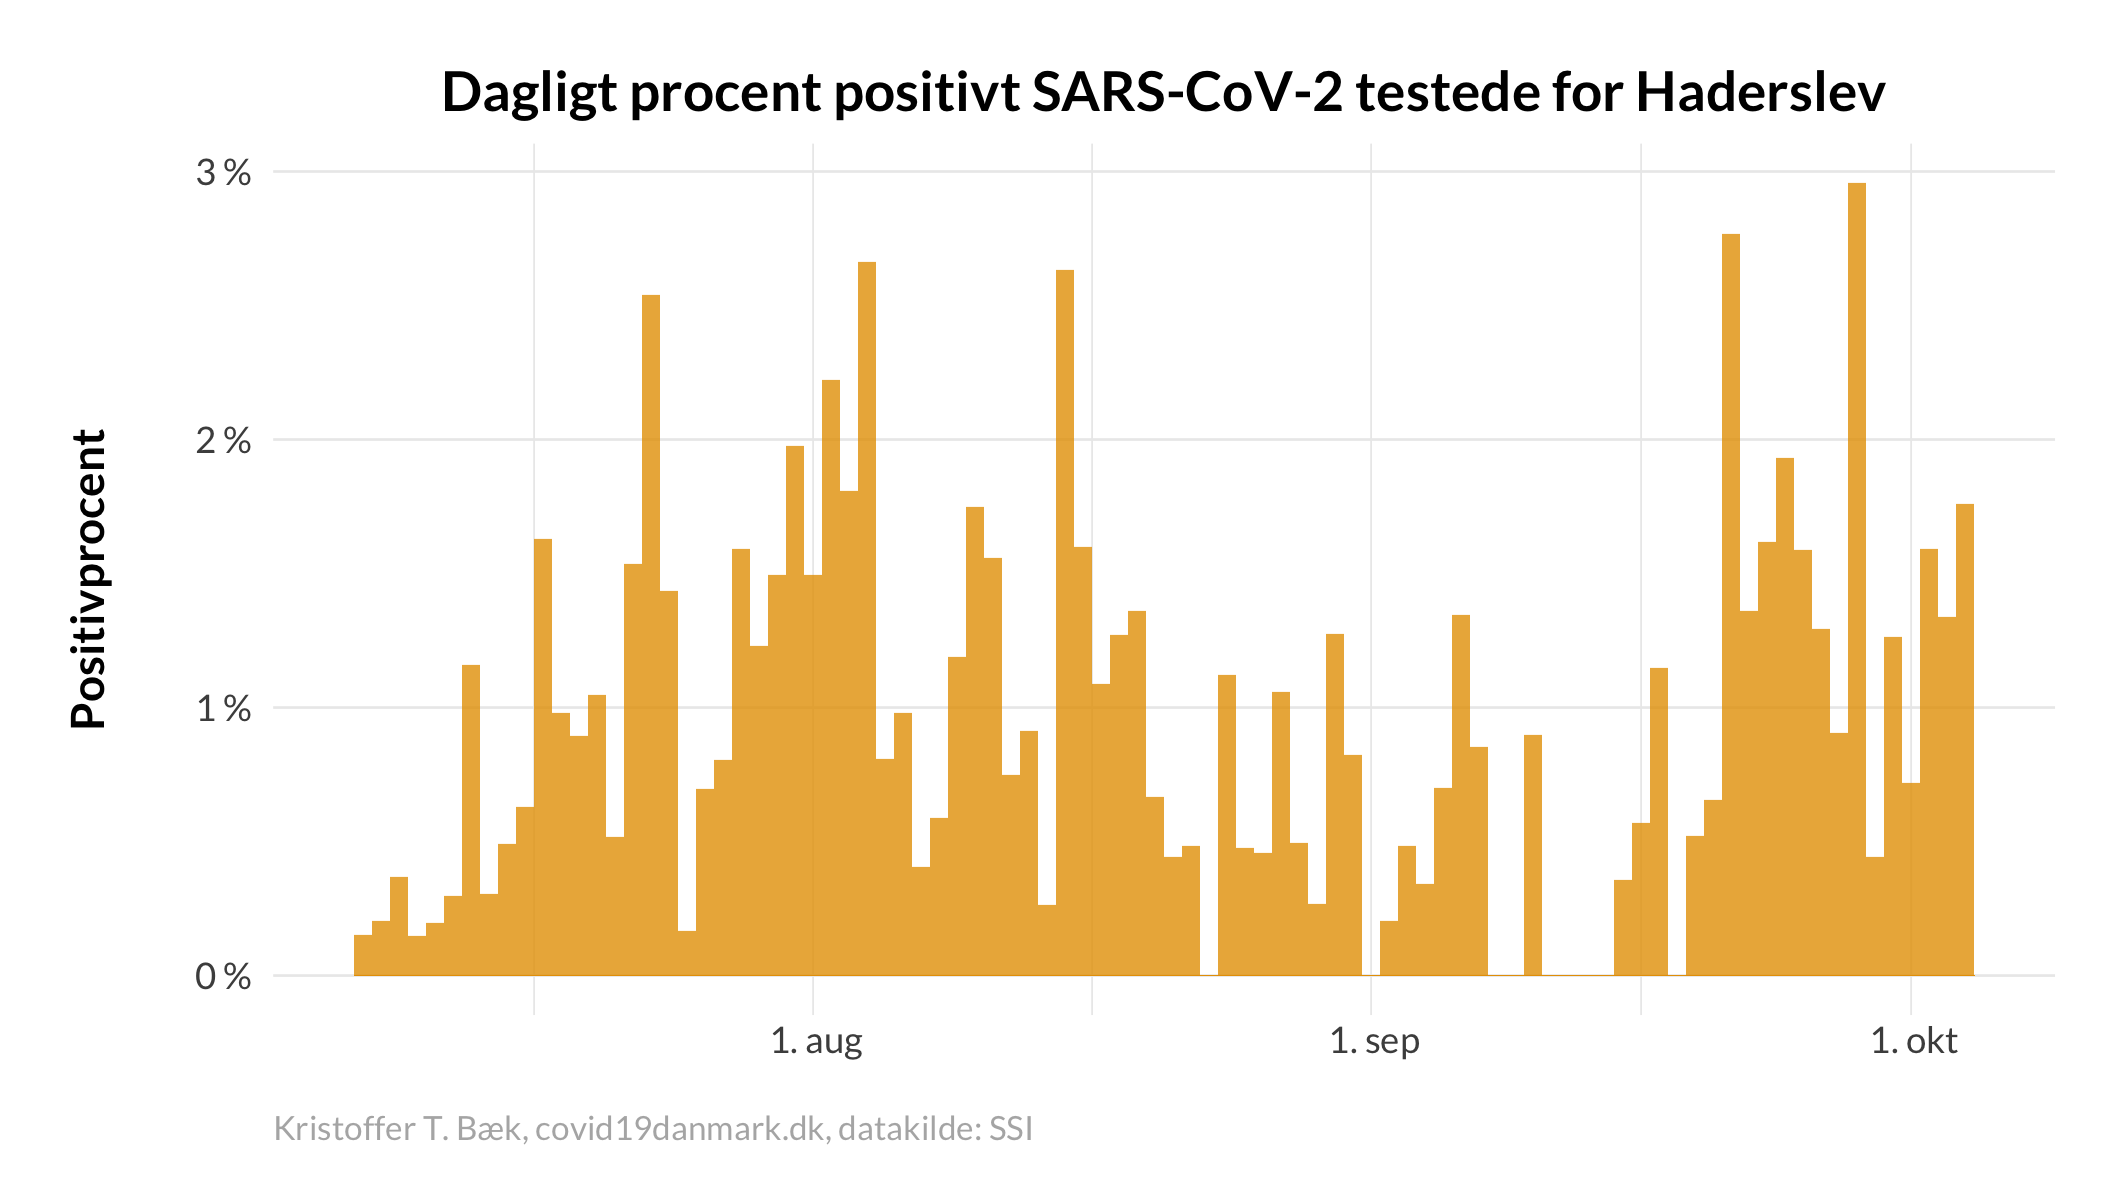 Dagligt procent positivt SARS-CoV-2 testede for Haderslev
Positivprocent
3 %
2 %
1 %
0 %
1. aug
1. sep
1. okt
Kristoffer T. Bæk, covid19danmark.dk, datakilde: SSI